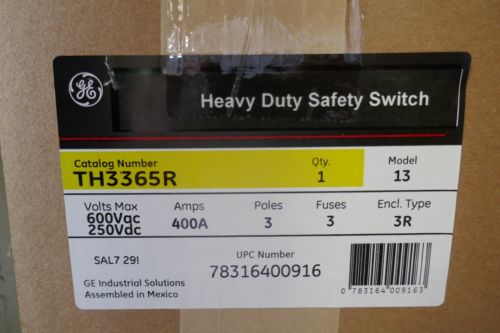 GE
Heavy Duty Safety Switch
Catalog Number Qty. Model
TH3365R 1 13
Volts Max Amps Poles Fuses Encl. Type
600Vac 400A 3 3 3R
250Vdc
SAL7 29!
UPC Number
78316400916
GE Industrial Solutions
Assembled in Mexico
0 783164 009163